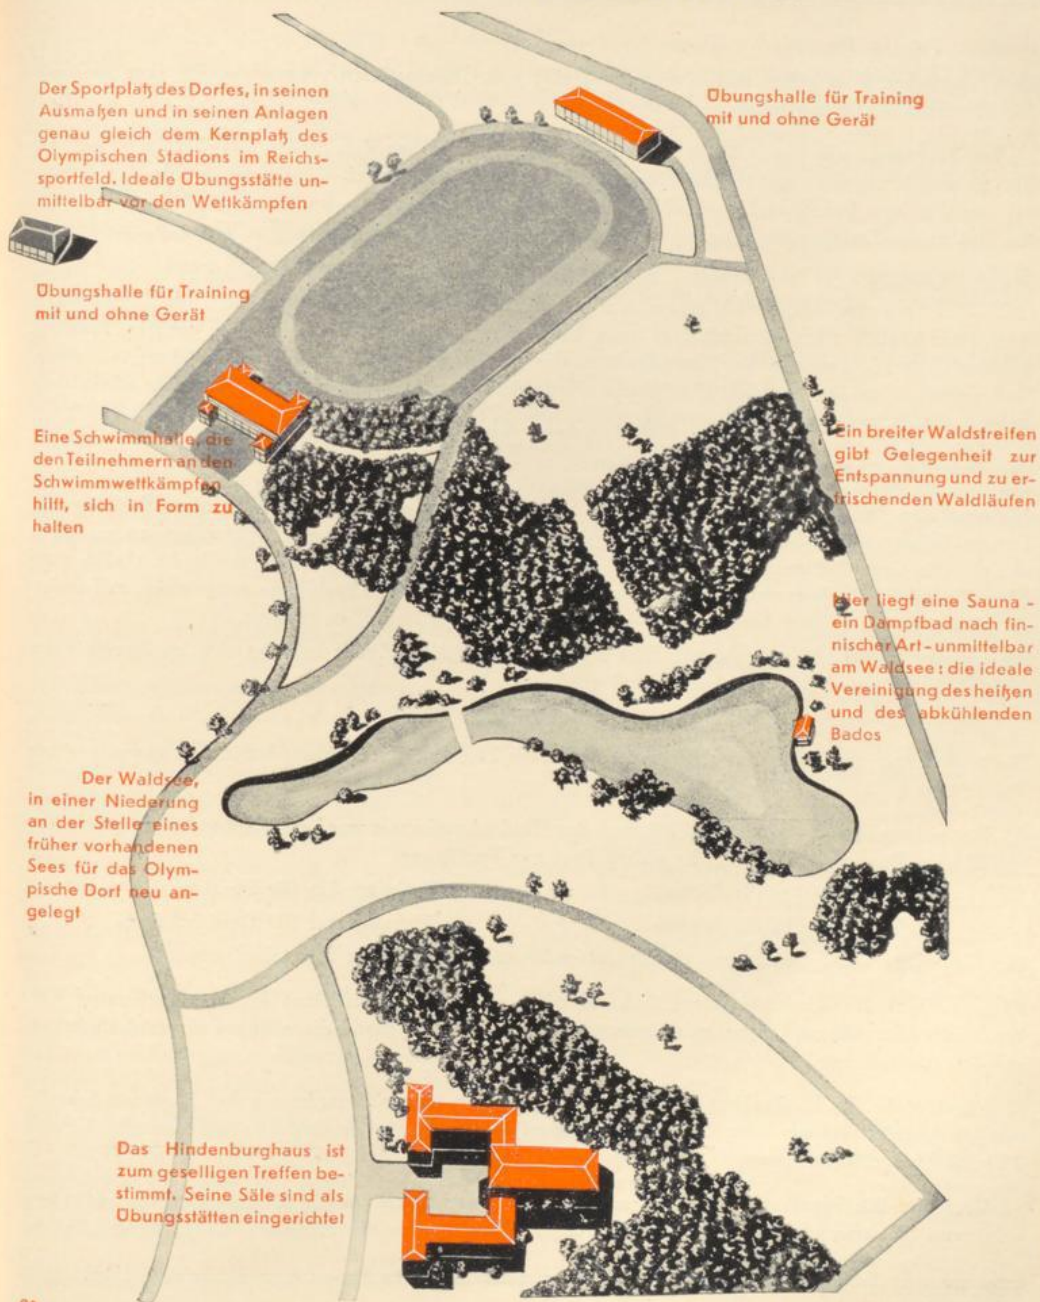 Der Sportplatz des Dorfes, in seinen
Ausmaßen und in seinen Anlagen
genau gleich dem Kernplatz des
Olympischen Stadions im Reichs-
sportfeld. Ideale Übungsstätte un-
mittelbar vor den Wettkämpfen
Übungshalle für Training
mit und ohne Gerät
Übungshalle für Training
mit und ohne Gerät
Eine Schwimmhalle, die
den Teilnehmern an den
Schwimmwettkämpfen
hilft, sich in Form zu
halten
Ein breiter Waldstreifen
gibt Gelegenheit zur
Entspannung und zu er-
frischenden Waldläufen
Hier liegt eine Sauna -
ein Dampfbad nach fin-
nischer Art - unmittelbar
am Waldsee: die ideale
Vereinigung des heißen
und des abkühlenden
Bades
Der Waldsee,
in einer Niederung
an der Stelle eines
früher vorhandenen
Sees für das Olym-
pische Dorf neu an-
gelegt
Das Hindenburghaus ist
zum geselligen Treffen be-
stimmt. Seine Säle sind als
Übungsstätten eingerichtet